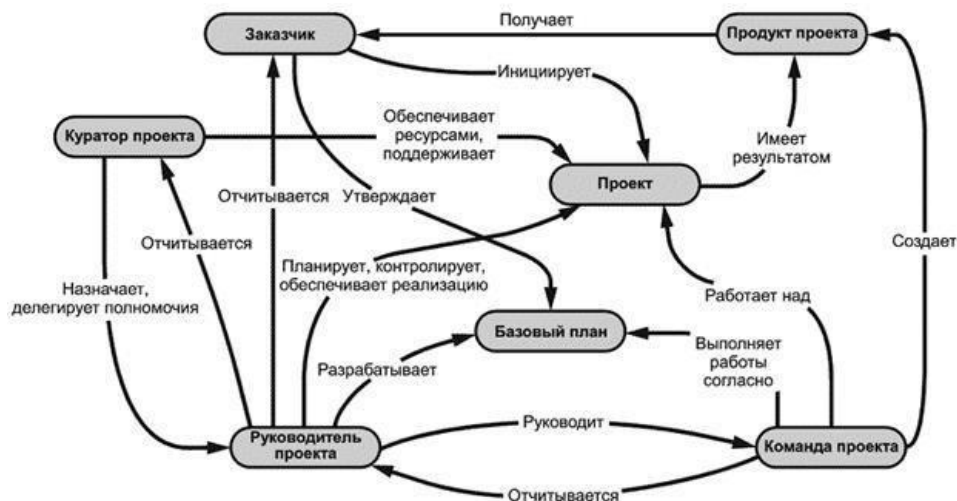 Получает
Заказчик
Продукт проекта
Инициирует
Обеспечивает
ресурсами,
поддерживает
Куратор проекта
Имеет
результатом
Проект
Отчитывается
Утверждает
Отчитывается
Создает
Планирует, контролирует,
обеспечивает реализацию
Назначает,
делегирует полномочия
Работает над
Базовый план
Выполняет
работы
согласно
Разрабатывает
Руководитель
проекта
Руководит
Команда проекта
Отчитывается